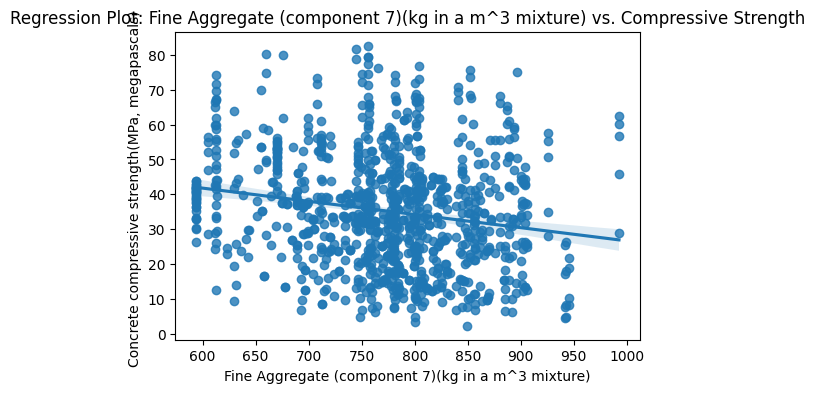 Regression Plot: Fine Aggregate (component 7)(kg in a m^3 mixture) vs. Compressive Strength
Concrete compressive strength(MPa, megapascals)
80
70
60
50
40
30
20
10
0
600 650 700 750 800 850 900 950 1000
Fine Aggregate (component 7)(kg in a m^3 mixture)